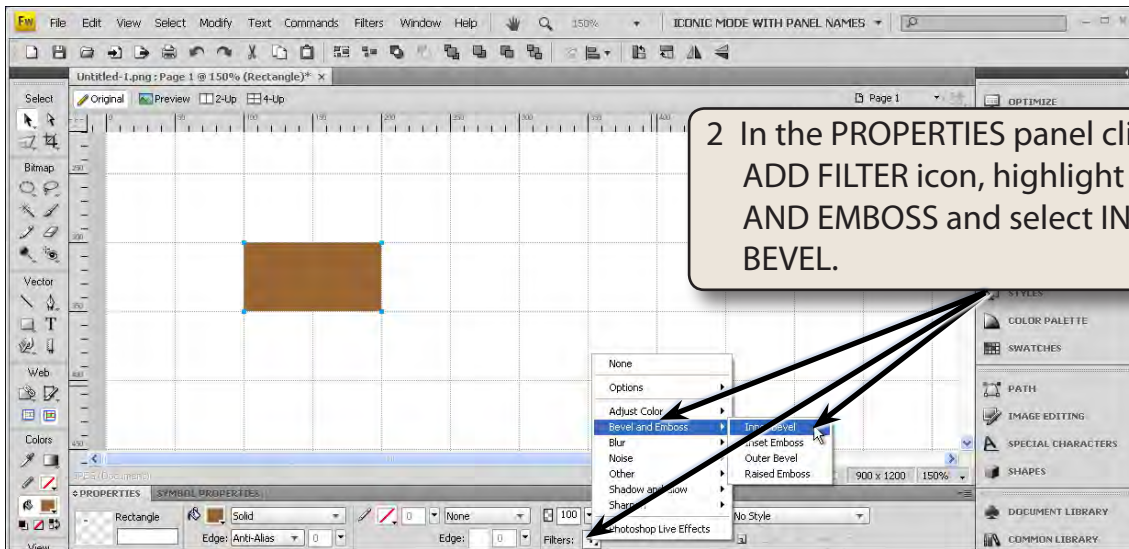 Fw File Edit View Select Modify Text Commands Filters Window Help 150% ICONIC MODE WITH PANEL NAMES
Untitled-1.png : Page 1 @ 150% (Rectangle)* ×
Select Original Preview 2-Up 4-Up Page 1
OPTIMIZE
2 In the PROPERTIES panel cli
ADD FILTER icon, highlight
AND EMBOSS and select IN
BEVEL.
Bitmap
Vector
Web
Colors
View
STYLES
COLOR PALETTE
SWATCHES
PATH
IMAGE EDITING
SPECIAL CHARACTERS
SHAPES
DOCUMENT LIBRARY
COMMON LIBRARY
None
Options
Adjust Color
Bevel and Emboss
Blur
Noise
Other
Shadow and Glow
Sharpen
Photoshop Live Effects
Inner Bevel
Inset Emboss
Outer Bevel
Raised Emboss
900 x 1200 150%
PROPERTIES SYMBOL PROPERTIES
Rectangle Solid 0 None 100 No Style
Edge: Anti-Alias 0 Edge: 0 Filters: